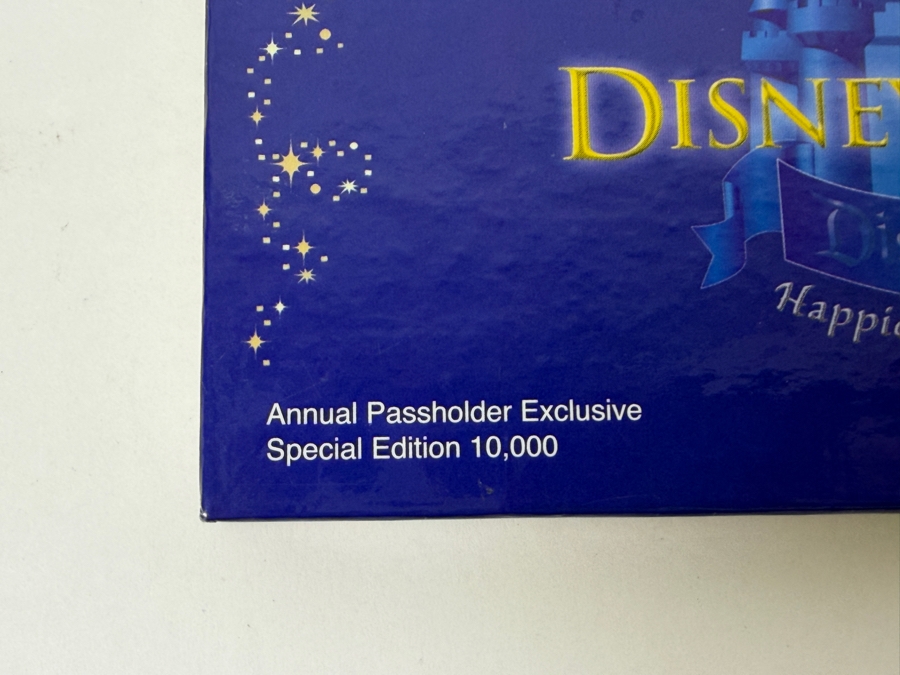 DISNEY
Happi
Annual Passholder Exclusive
Special Edition 10,000